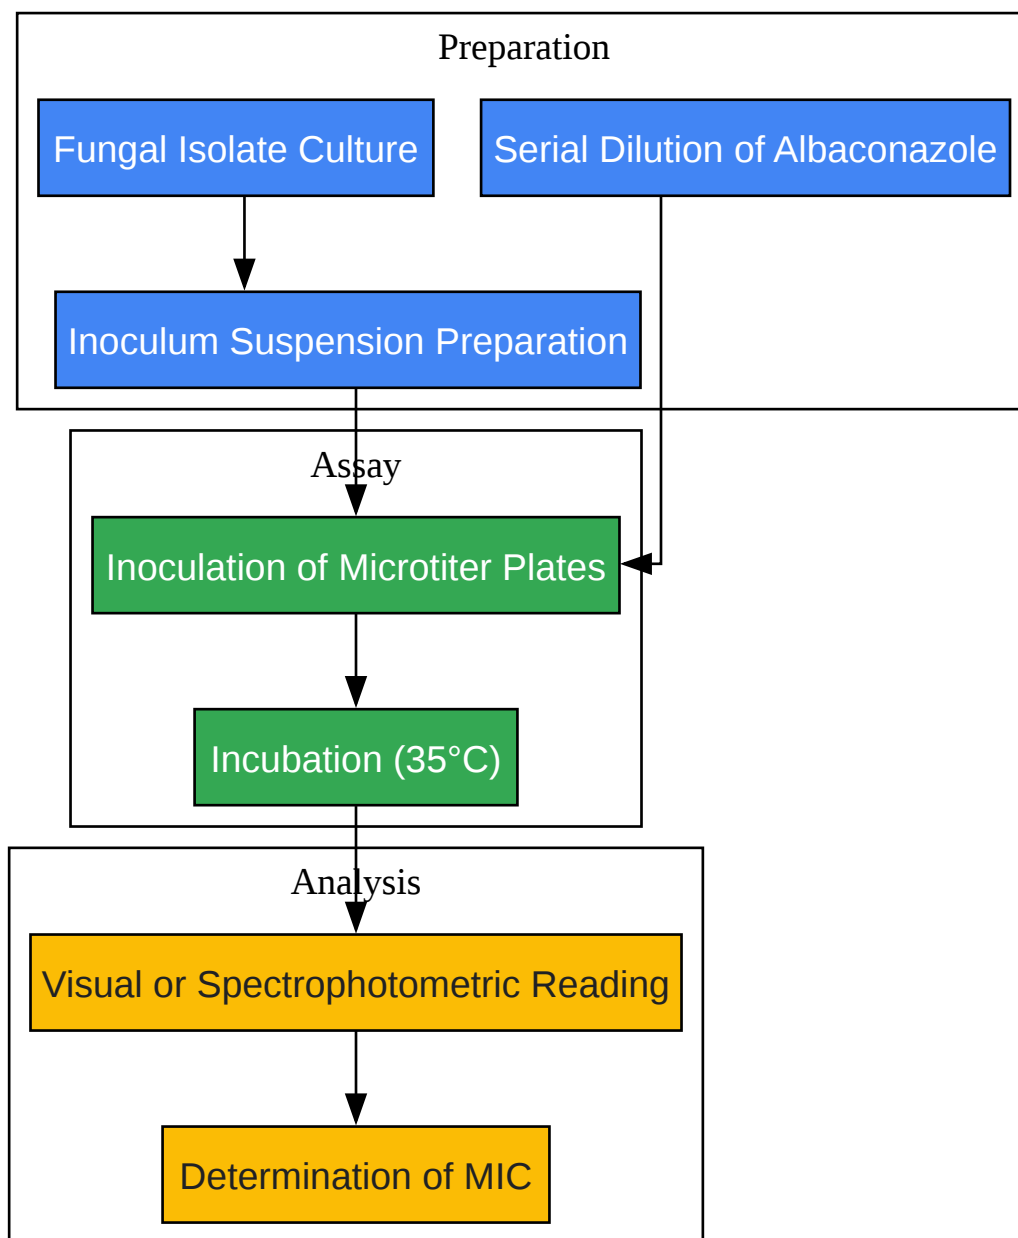 Preparation
Fungal Isolate Culture
Serial Dilution of Albaconazole
Inoculum Suspension Preparation
Assay
Inoculation of Microtiter Plates
Incubation (35°C)
Analysis
Visual or Spectrophotometric Reading
Determination of MIC